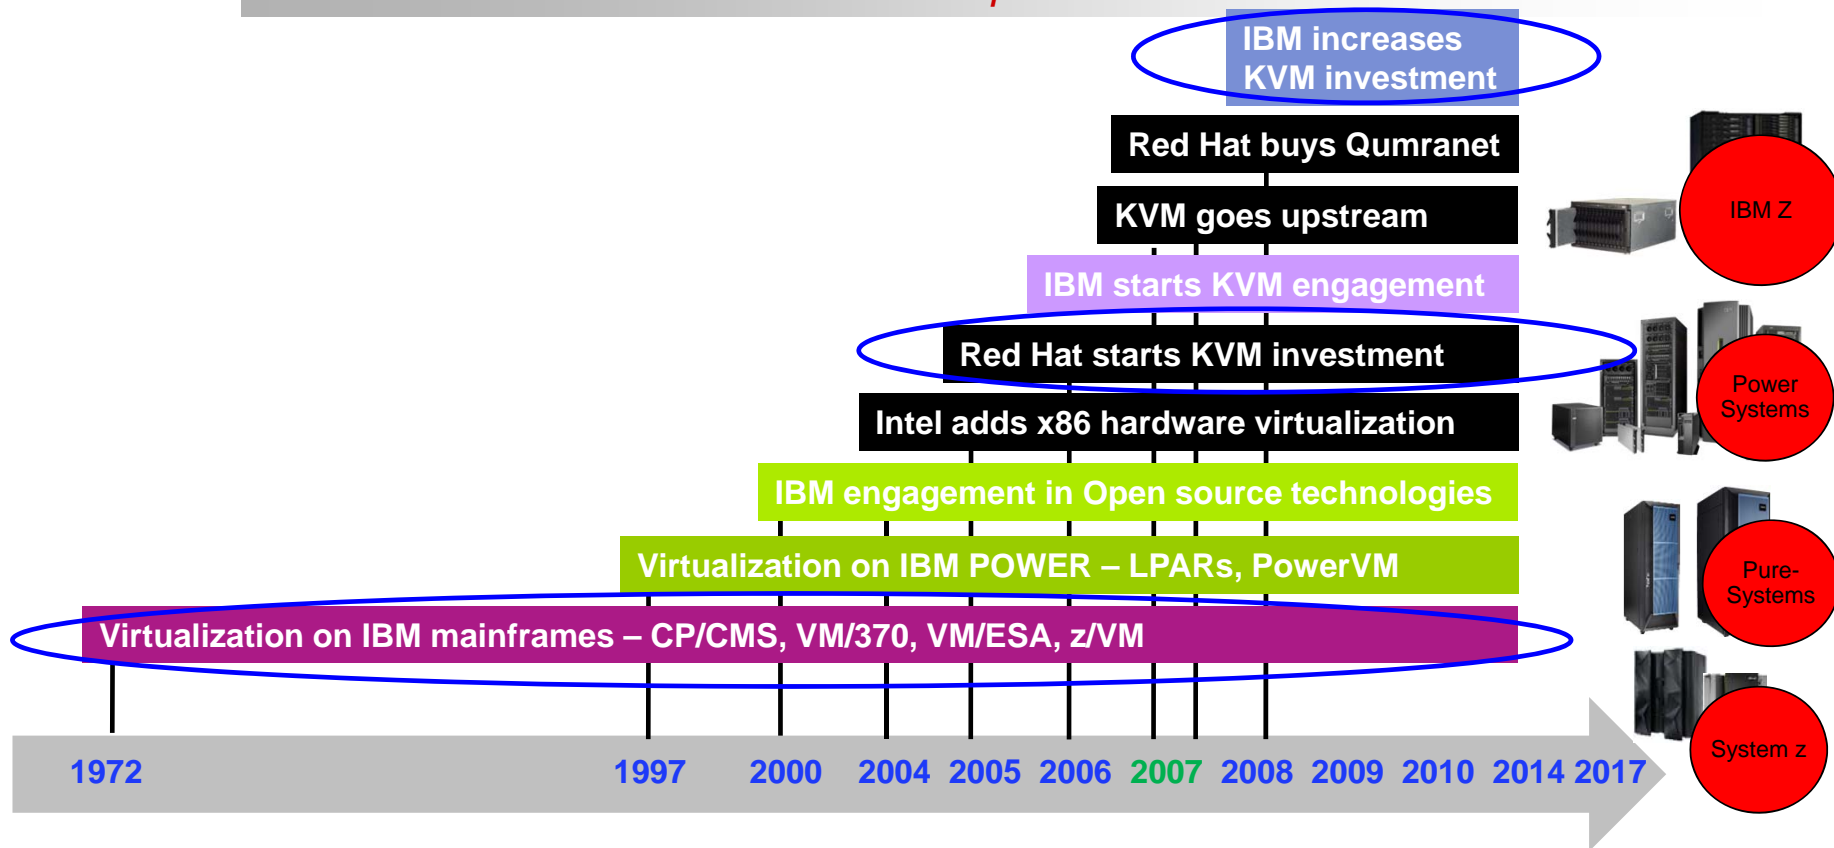 IBM increases
KVM investment
Red Hat buys Qumranet
KVM goes upstream
IBM starts KVM engagement
Red Hat starts KVM investment
Intel adds x86 hardware virtualization
IBM engagement in Open source technologies
Virtualization on IBM POWER – LPARs, PowerVM
Virtualization on IBM mainframes – CP/CMS, VM/370, VM/ESA, z/VM
1972 1997 2000 2004 2005 2006 2007 2008 2009 2010 2014 2017
IBM Z
Power
Systems
Pure-
Systems
System z